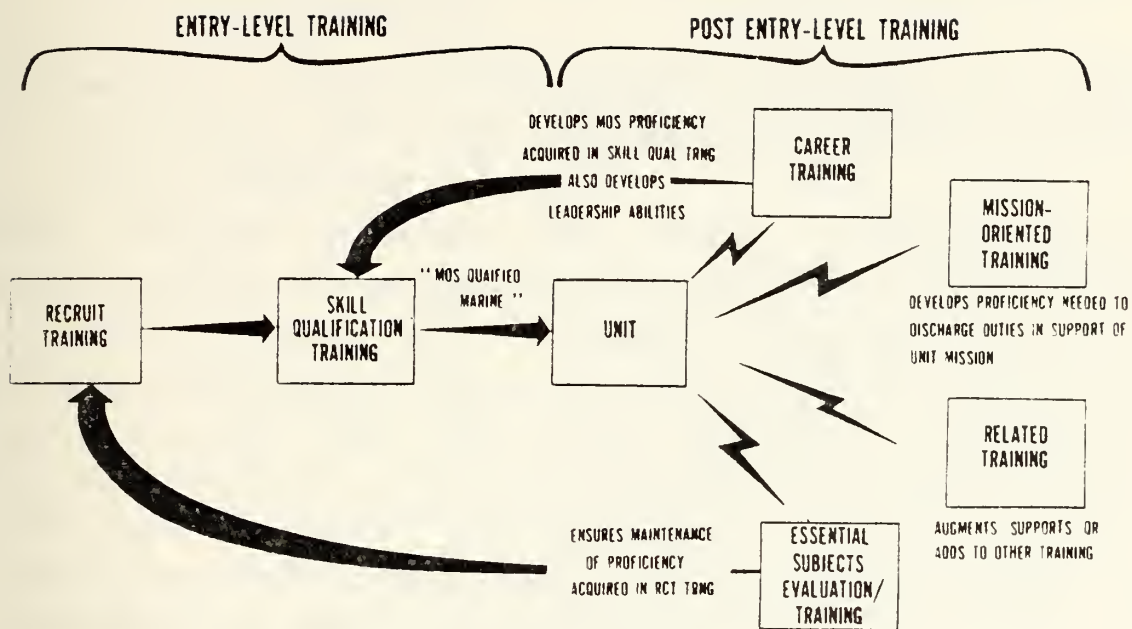 ENTRY-LEVEL TRAINING
POST ENTRY-LEVEL TRAINING
DEVELOPS MOS PROFICIENCY
ACQUIRED IN SKILL QUAL TRNG
ALSO DEVELOPS
LEADERSHIP ABILITIES
CAREER
TRAINING
MISSION-
ORIENTED
TRAINING
DEVELOPS PROFICIENCY NEEDED TO
DISCHARGE DUTIES IN SUPPORT OF
UNIT MISSION
RECRUIT
TRAINING
SKILL
QUALIFICATION
TRAINING
"MOS QUAIFIED
MARINE"
UNIT
RELATED
TRAINING
AUGMENTS SUPPORTS OR
ADDS TO OTHER TRAINING
ENSURES MAINTENANCE
OF PROFICIENCY
ACQUIRED IN RCT TRNG
ESSENTIAL
SUBJECTS
EVALUATION/
TRAINING